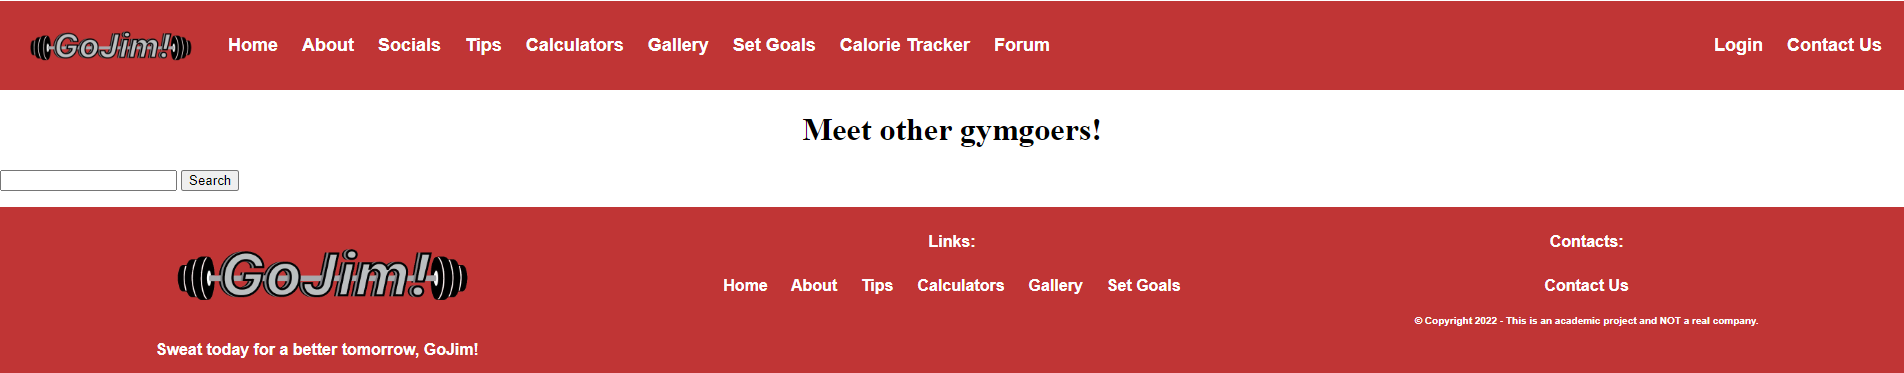 GoJim! Home About Socials Tips Calculators Gallery Set Goals Calorie Tracker Forum Login Contact Us
Meet other gymgoers!
Search
GoJim!
Sweat today for a better tomorrow, GoJim!
Links:
Home About Tips Calculators Gallery Set Goals
Contacts:
Contact Us
© Copyright 2022 - This is an academic project and NOT a real company.